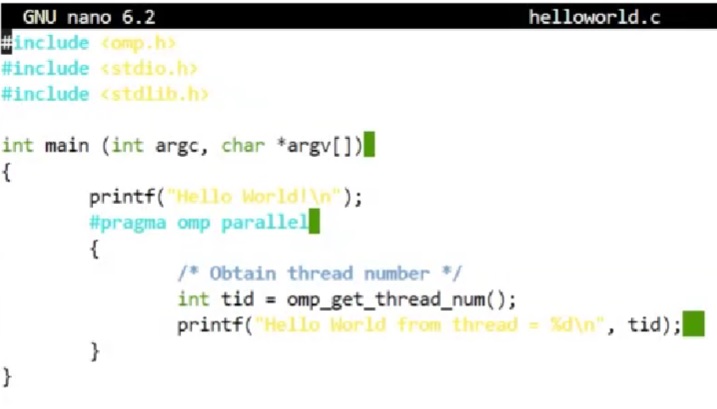 GNU nano 6.2 helloworld.c
#include <omp.h>
#include <stdio.h>
#include <stdlib.h>
int main (int argc, char *argv[])
{
printf("Hello World!\n");
#pragma omp parallel
{
/* Obtain thread number */
int tid = omp_get_thread_num();
printf("Hello World from thread = %d\n", tid);
}
}